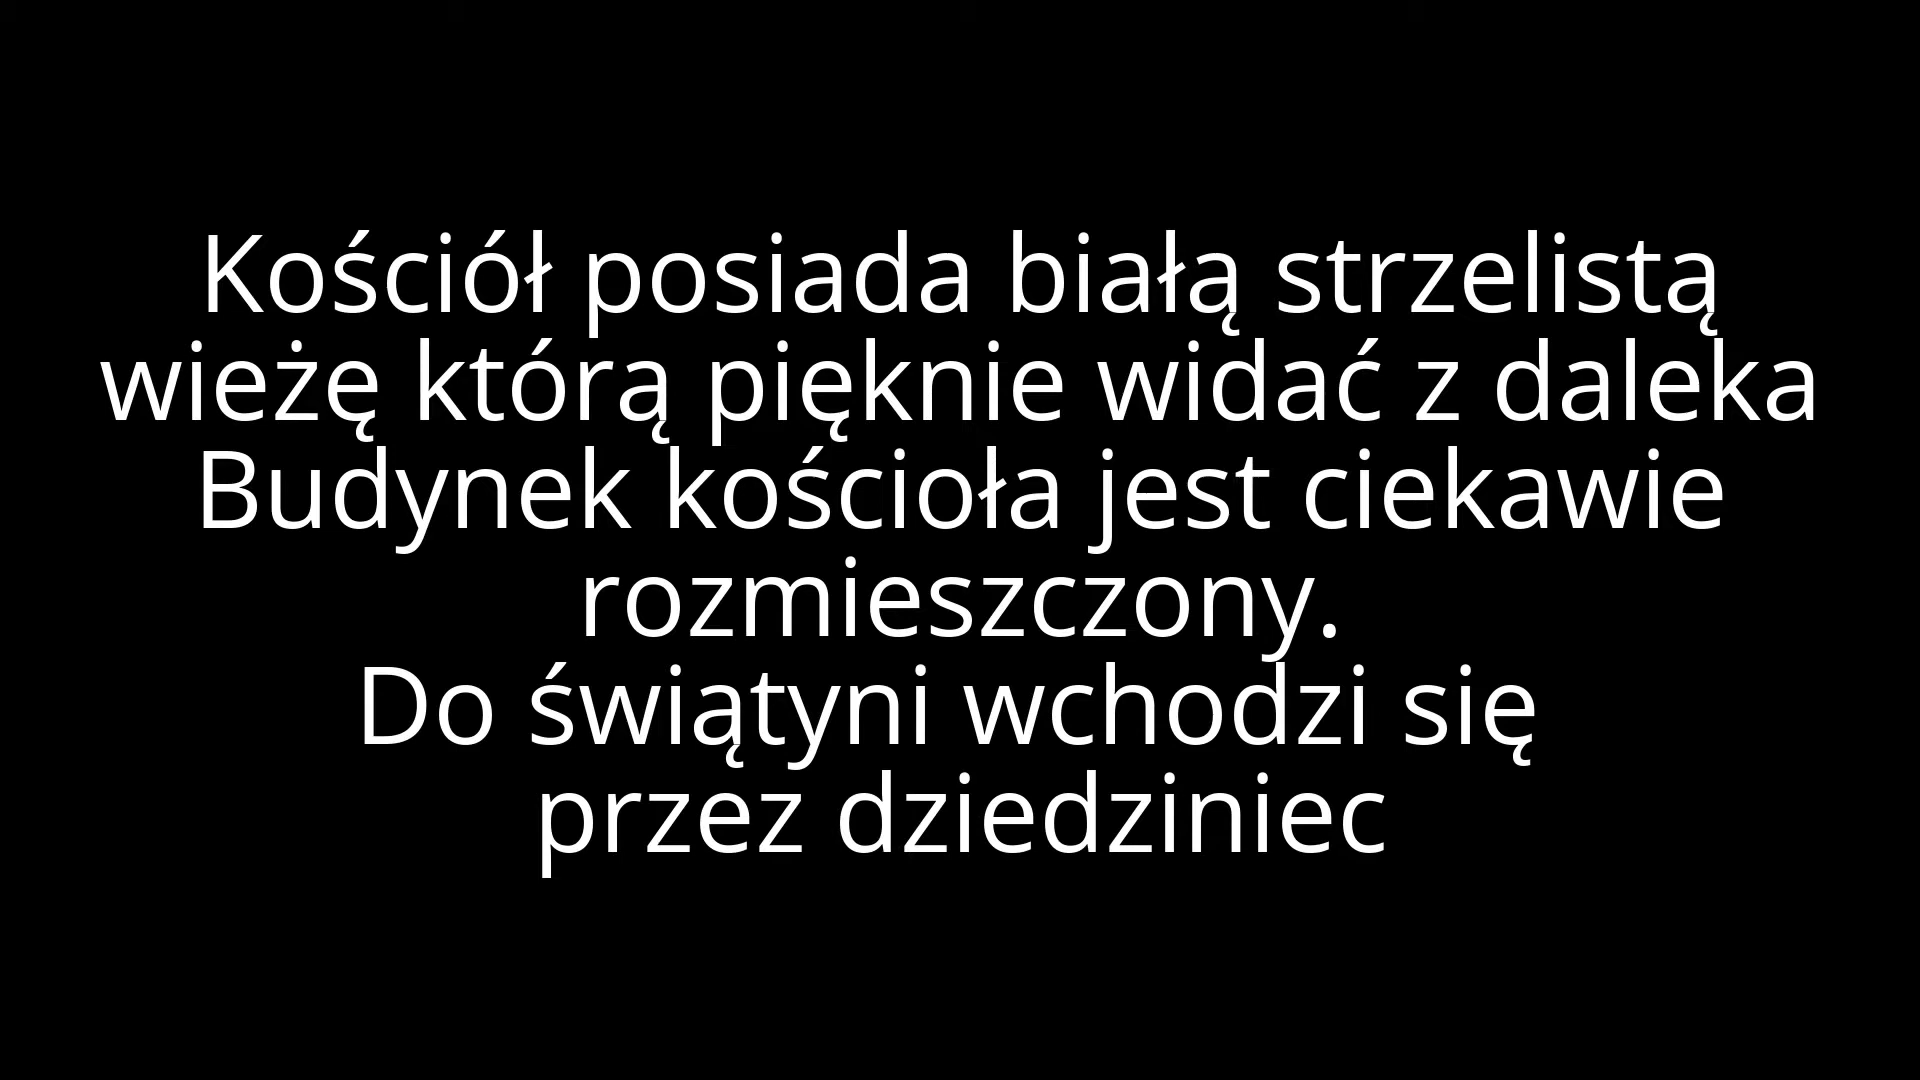 Kościół posiada białą strzelistą
wieżę którą pięknie widać z daleka
Budynek kościoła jest ciekawie
rozmieszczony.
Do świątyni wchodzi się
przez dziedziniec